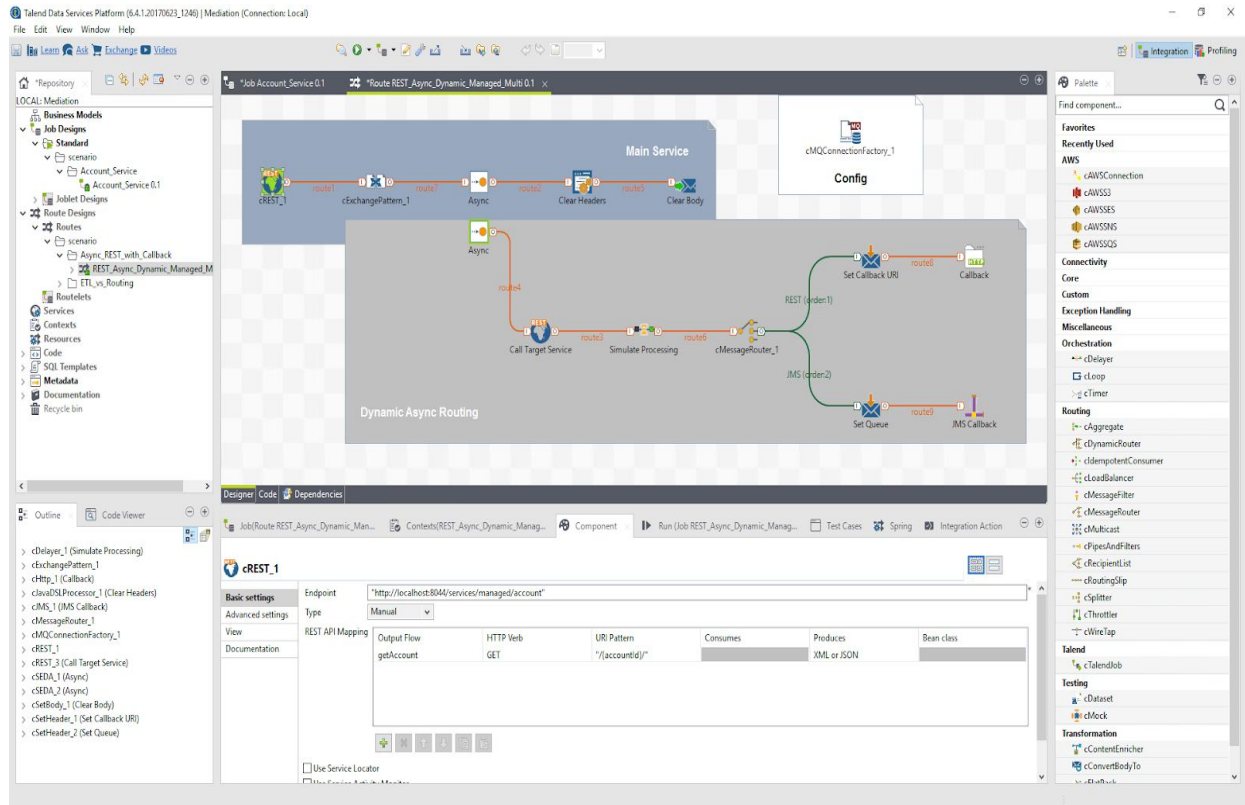 Talend Data Services Platform (6.4.1.20170623_1246) | Mediation (Connection: Local)
File Edit View Window Help
Learn Ask Exchange Videos
Integration Profiling
*Repository
LOCAL: Mediation
Business Models
Job Designs
Standard
scenario
Account_Service
Account_Service 0.1
Joblet Designs
Route Designs
Routes
scenario
Async_REST_with_Callback
REST_Async_Dynamic_Managed_M
ETL_vs_Routing
Routelets
Services
Contexts
Resources
Code
SQL Templates
Metadata
Documentation
Recycle bin
*Job Account_Service 0.1
*Route REST_Async_Dynamic_Managed_Multi 0.1
Main Service
cREST_1
route1
cExchangePattern_1
route7
Async
route2
Clear Headers
route5
Clear Body
cMQConnectionFactory_1
Config
Async
route4
Call Target Service
route3
Simulate Processing
route6
cMessageRouter_1
REST (order:1)
Set Callback URI
route8
Callback
JMS (order:2)
Set Queue
route9
JMS Callback
Dynamic Async Routing
Designer Code Dependencies
Palette
Find component...
Favorites
Recently Used
AWS
cAWSConnection
cAWSS3
cAWSSES
cAWSSNS
cAWSSQS
Connectivity
Core
Custom
Exception Handling
Miscellaneous
Orchestration
cDelayer
cLoop
cTimer
Routing
cAggregate
cDynamicRouter
cIdempotentConsumer
cLoadBalancer
cMessageFilter
cMessageRouter
cMulticast
cPipesAndFilters
cRecipientList
cRoutingSlip
cSplitter
cThrottler
cWireTap
Talend
cTalendJob
Testing
cDataset
cMock
Transformation
cContentEnricher
cConvertBodyTo
Outline Code Viewer
cDelayer_1 (Simulate Processing)
cExchangePattern_1
cHttp_1 (Callback)
cJavaDSLProcessor_1 (Clear Headers)
cJMS_1 (JMS Callback)
cMessageRouter_1
cMQConnectionFactory_1
cREST_1
cREST_3 (Call Target Service)
cSEDA_1 (Async)
cSEDA_2 (Async)
cSetBody_1 (Clear Body)
cSetHeader_1 (Set Callback URI)
cSetHeader_2 (Set Queue)
Job(Route REST_Async_Dynamic_Man... Contexts(REST_Async_Dynamic_Manag... Component Run (Job REST_Async_Dynamic_Manag... Test Cases Spring Integration Action
cREST_1
Basic settings
Advanced settings
View
Documentation
Endpoint "http://localhost:8044/services/managed/account" *
Type Manual
REST API Mapping
Output Flow HTTP Verb URI Pattern Consumes Produces Bean class
getAccount GET "/{accountId}/" XML or JSON
Use Service Locator